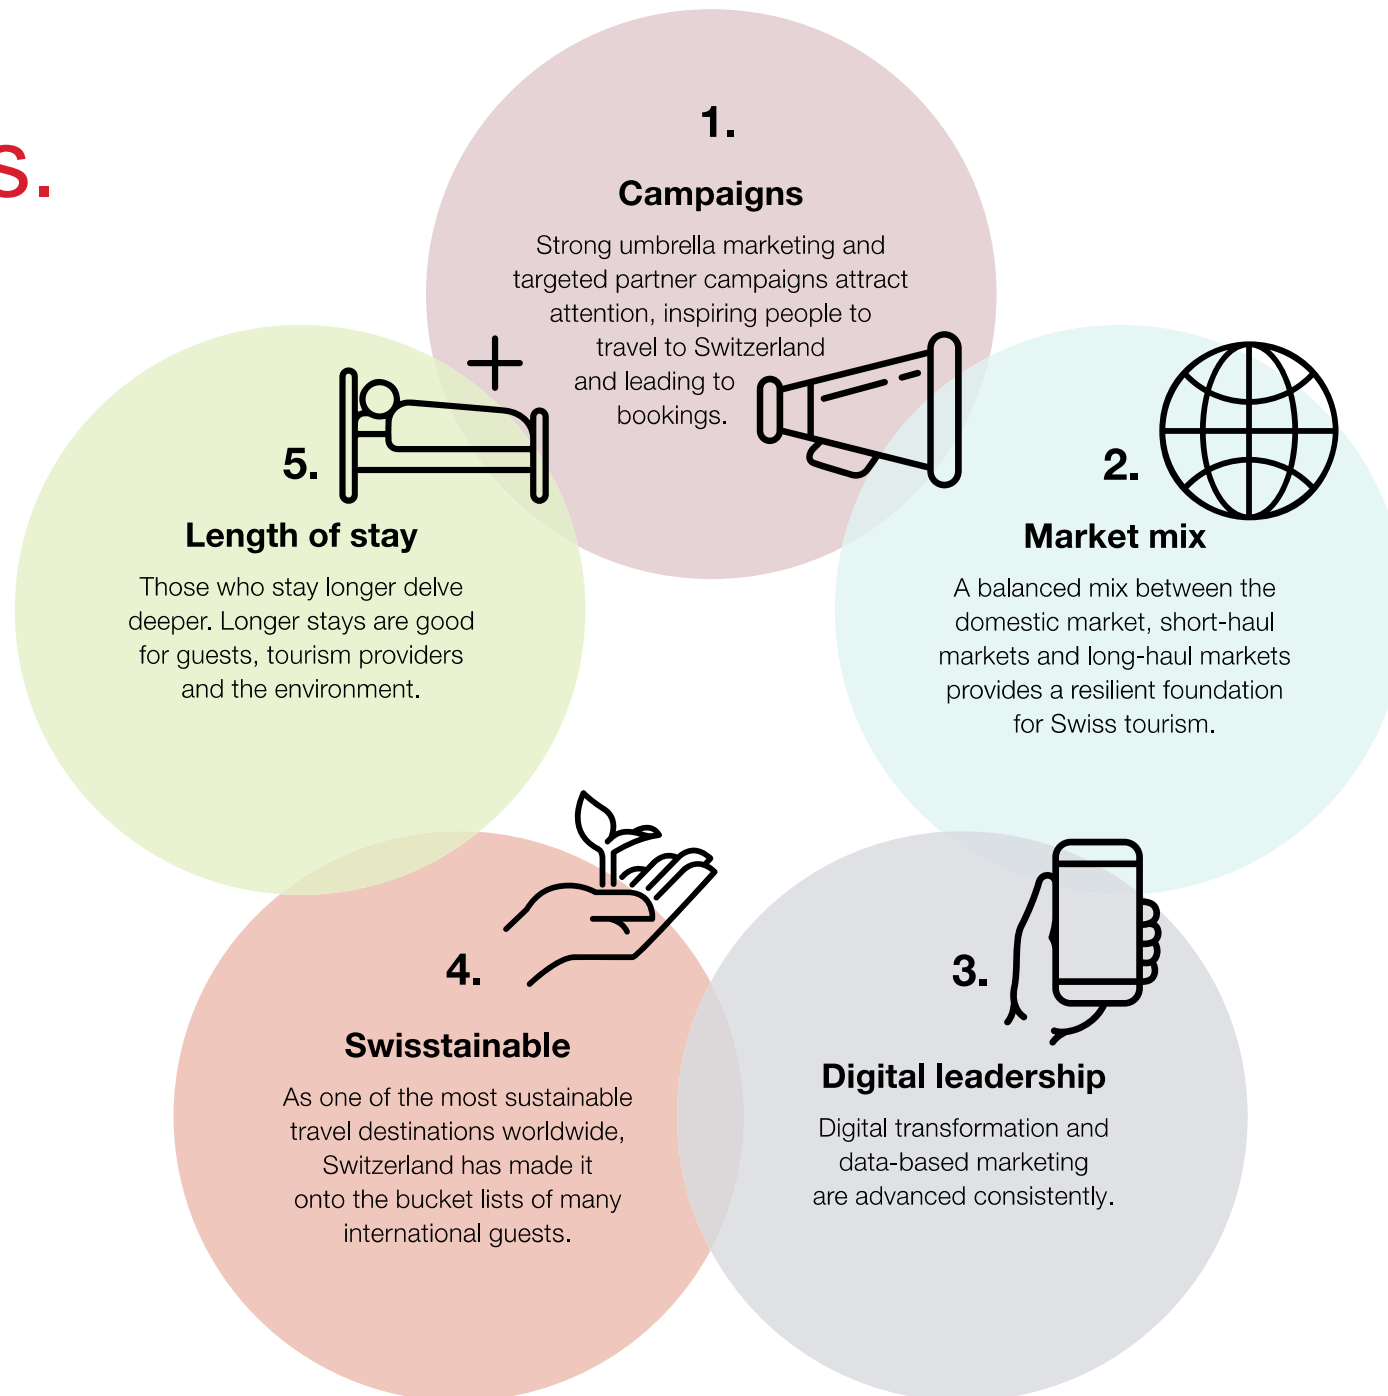 s.
1.
Campaigns
Strong umbrella marketing and
targeted partner campaigns attract
attention, inspiring people to
travel to Switzerland
and leading to
bookings.
2.
Market mix
A balanced mix between the
domestic market, short-haul
markets and long-haul markets
provides a resilient foundation
for Swiss tourism.
3.
Digital leadership
Digital transformation and
data-based marketing
are advanced consistently.
4.
Swisstainable
As one of the most sustainable
travel destinations worldwide,
Switzerland has made it
onto the bucket lists of many
international guests.
5.
Length of stay
Those who stay longer delve
deeper. Longer stays are good
for guests, tourism providers
and the environment.